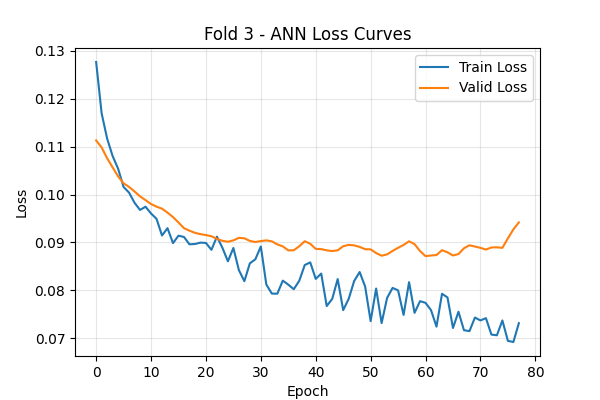 Fold 3 - ANN Loss Curves
Train Loss
Valid Loss
0.13
0.12
0.11
0.10
0.09
0.08
0.07
Loss
0 10 20 30 40 50 60 70 80
Epoch